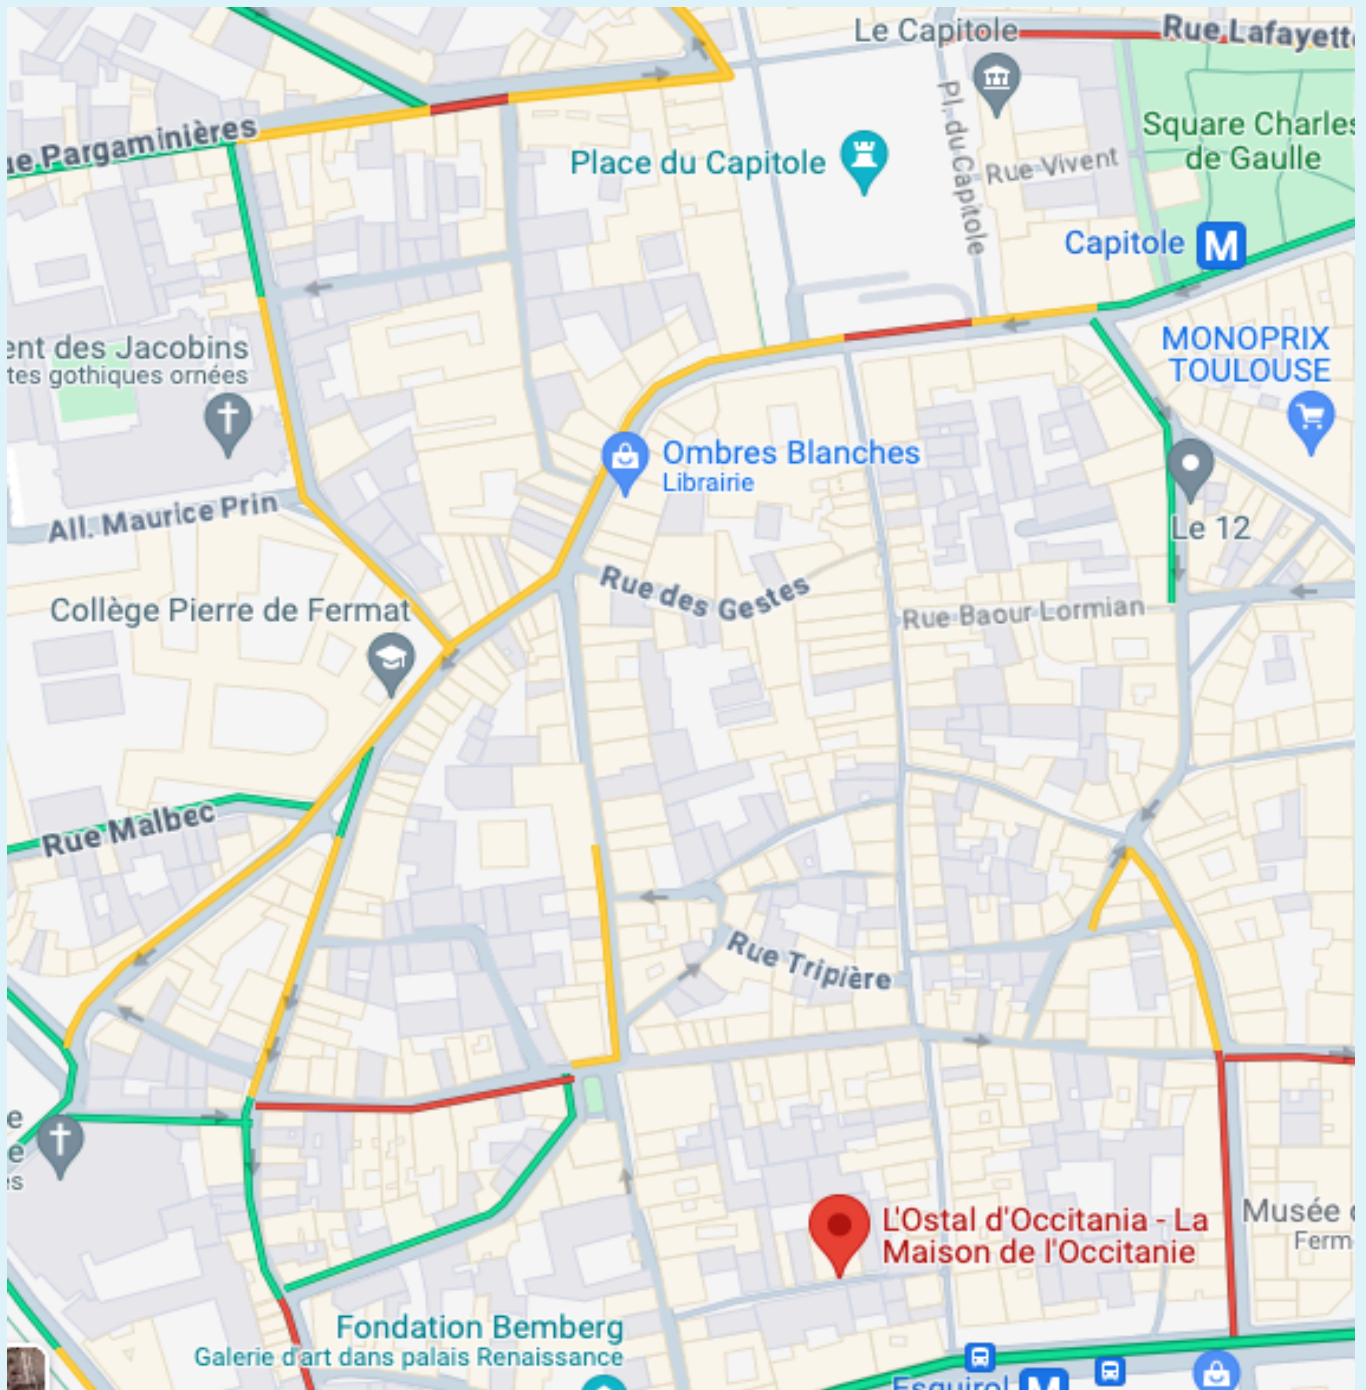 Le Capitole
Rue Lafayett
Pl. du Capitole
ue Pargaminières
Square Charles
de Gaulle
Place du Capitole
Rue Vivent
Capitole M
ent des Jacobins
tes gothiques ornées
MONOPRIX
TOULOUSE
Ombres Blanches
Librairie
All. Maurice Prin
Le 12
Rue des Gestes
Collège Pierre de Fermat
Rue Baour Lormian
Rue Malbec
Rue Tripière
e
e
es
L'Ostal d'Occitania - La
Maison de l'Occitanie
Musée
Ferm
Fondation Bemberg
Galerie d'art dans palais Renaissance
Esquirol M